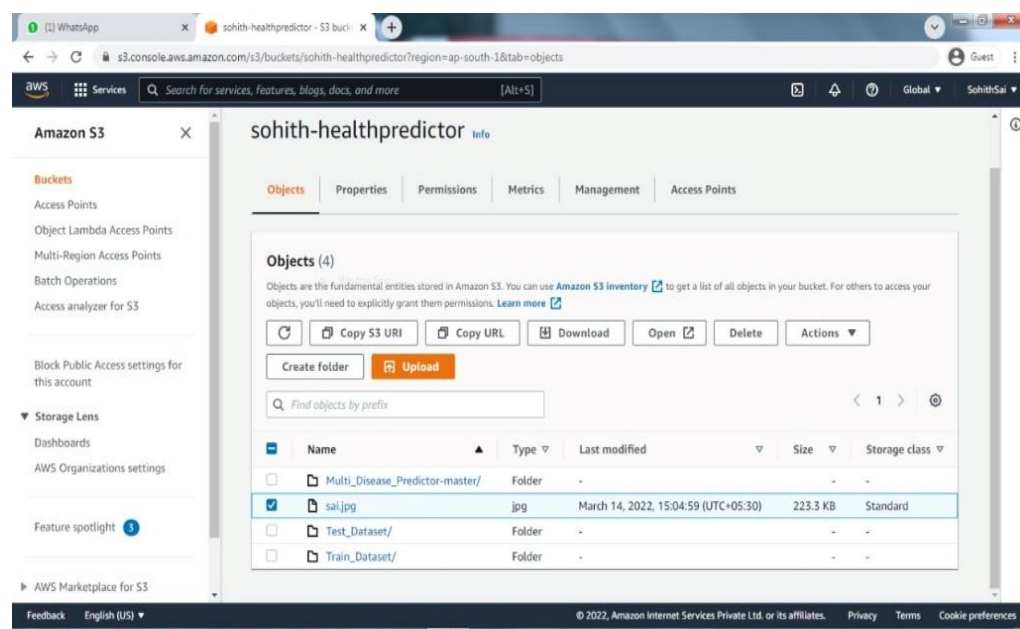 (1) WhatsApp
sohith-healthpredictor - S3 buck
s3.console.aws.amazon.com/s3/buckets/sohith-healthpredictor?region=ap-south-1&tab=objects
Guest
aws Services Search for services, features, blogs, docs, and more [Alt+S] Global ▼ SohithSai ▼
Amazon S3
Buckets
Access Points
Object Lambda Access Points
Multi-Region Access Points
Batch Operations
Access analyzer for S3
Block Public Access settings for
this account
▼ Storage Lens
Dashboards
AWS Organizations settings
Feature spotlight 3
AWS Marketplace for S3
sohith-healthpredictor Info
Objects Properties Permissions Metrics Management Access Points
Objects (4)
Objects are the fundamental entities stored in Amazon S3. You can use Amazon S3 inventory to get a list of all objects in your bucket. For others to access your
objects, you'll need to explicitly grant them permissions. Learn more
Copy S3 URI Copy URL Download Open Delete Actions ▼
Create folder Upload
Find objects by prefix
1
Name Type Last modified Size Storage class
Multi_Disease_Predictor-master/ Folder - - -
sai.jpg jpg March 14, 2022, 15:04:59 (UTC+05:30) 223.3 KB Standard
Test_Dataset/ Folder - - -
Train_Dataset/ Folder - - -
Feedback English (US) ▼ © 2022, Amazon Internet Services Private Ltd. or its affiliates. Privacy Terms Cookie preferences